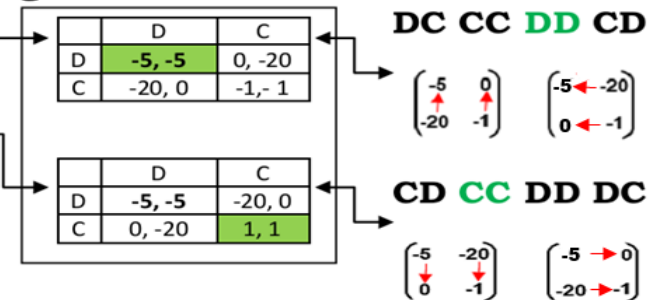 D C
D -5, -5 0, -20
C -20, 0 -1,- 1
DC CC DD CD
-5 0
-20 -1
-5 -20
0 -1
D C
D -5, -5 -20, 0
C 0, -20 1, 1
CD CC DD DC
-5 -20
0 -1
-5 0
-20 -1